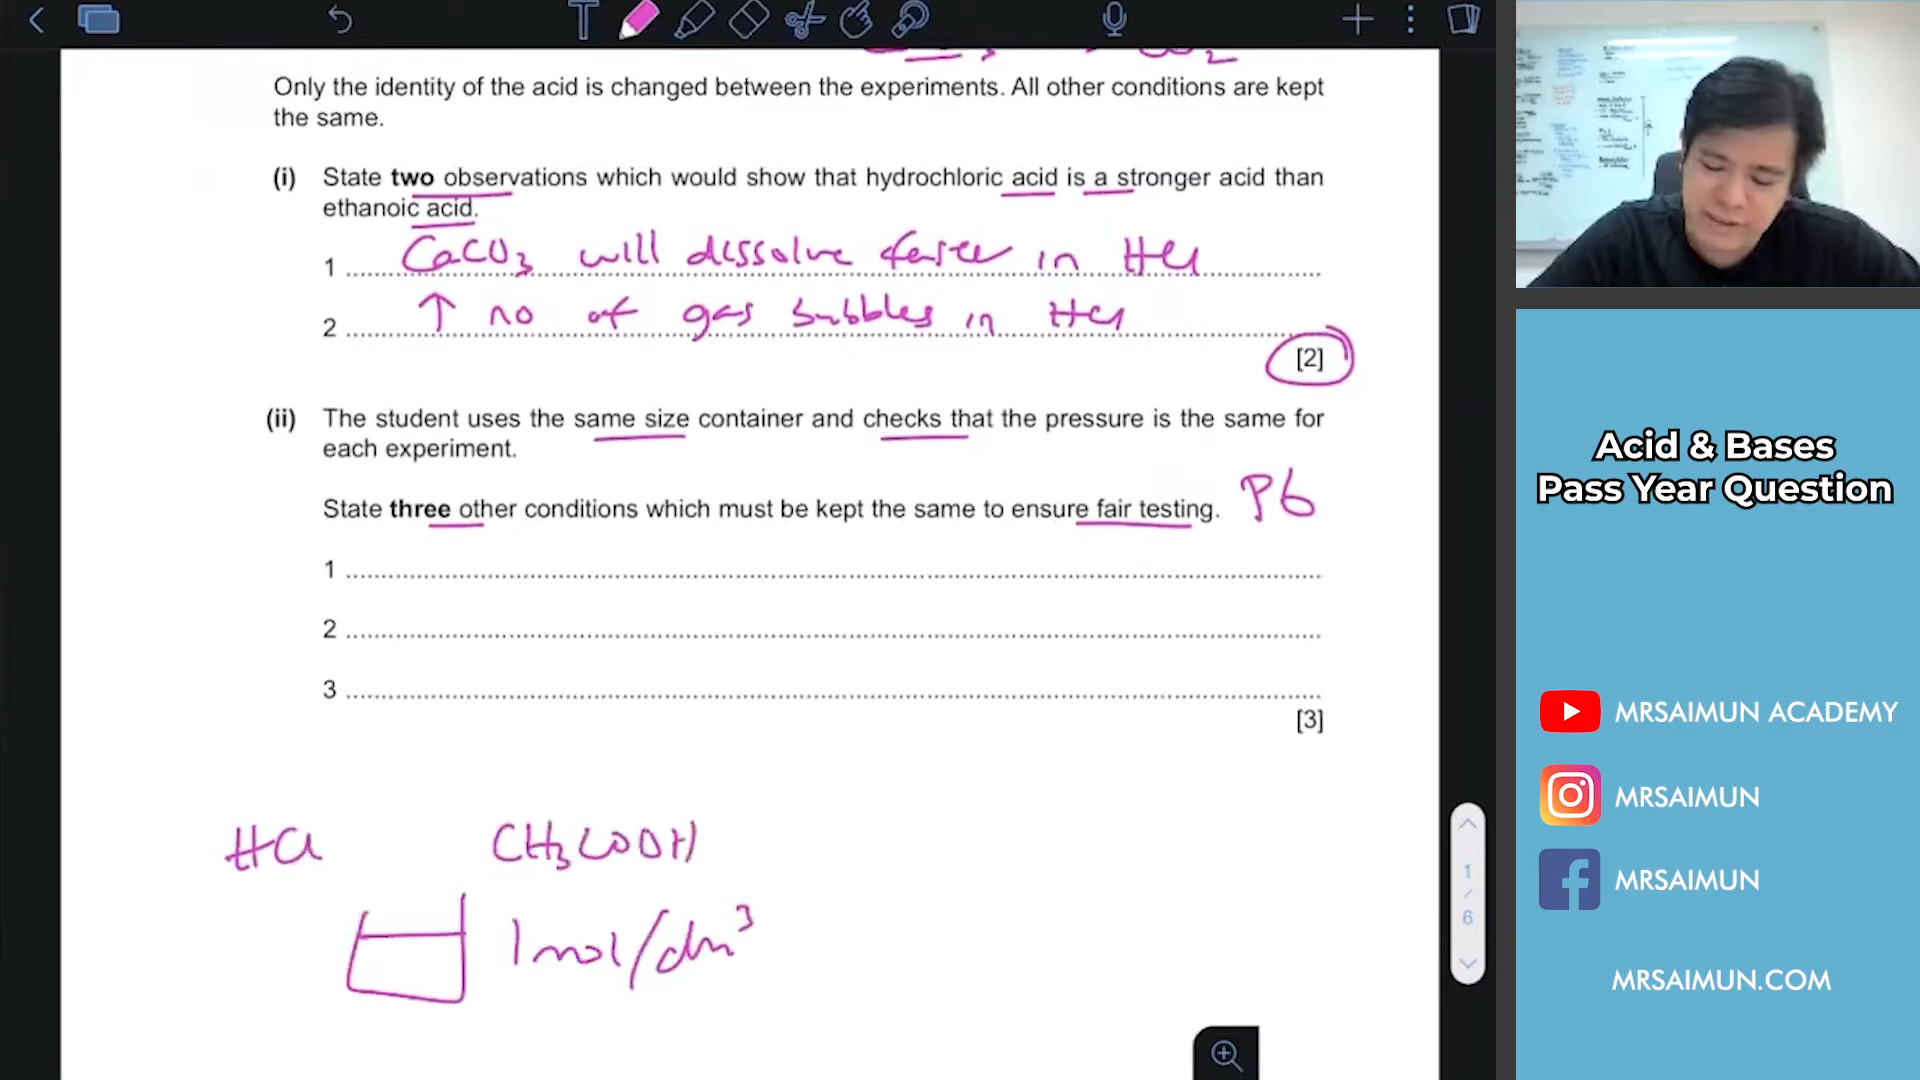 Only the identity of the acid is changed between the experiments. All other conditions are kept
the same.
(i) State two observations which would show that hydrochloric acid is a stronger acid than
ethanoic acid.
1 CaCO3 will dissolve faster in HCl
2 ↑ no of gas bubbles in HCl
[2]
(ii) The student uses the same size container and checks that the pressure is the same for
each experiment.
State three other conditions which must be kept the same to ensure fair testing. P6
1
2
3
[3]
HCl CH3COOH
1mol/dm³
1
/
6
Acid & Bases
Pass Year Question
MRSAIMUN ACADEMY
MRSAIMUN
MRSAIMUN
MRSAIMUN.COM